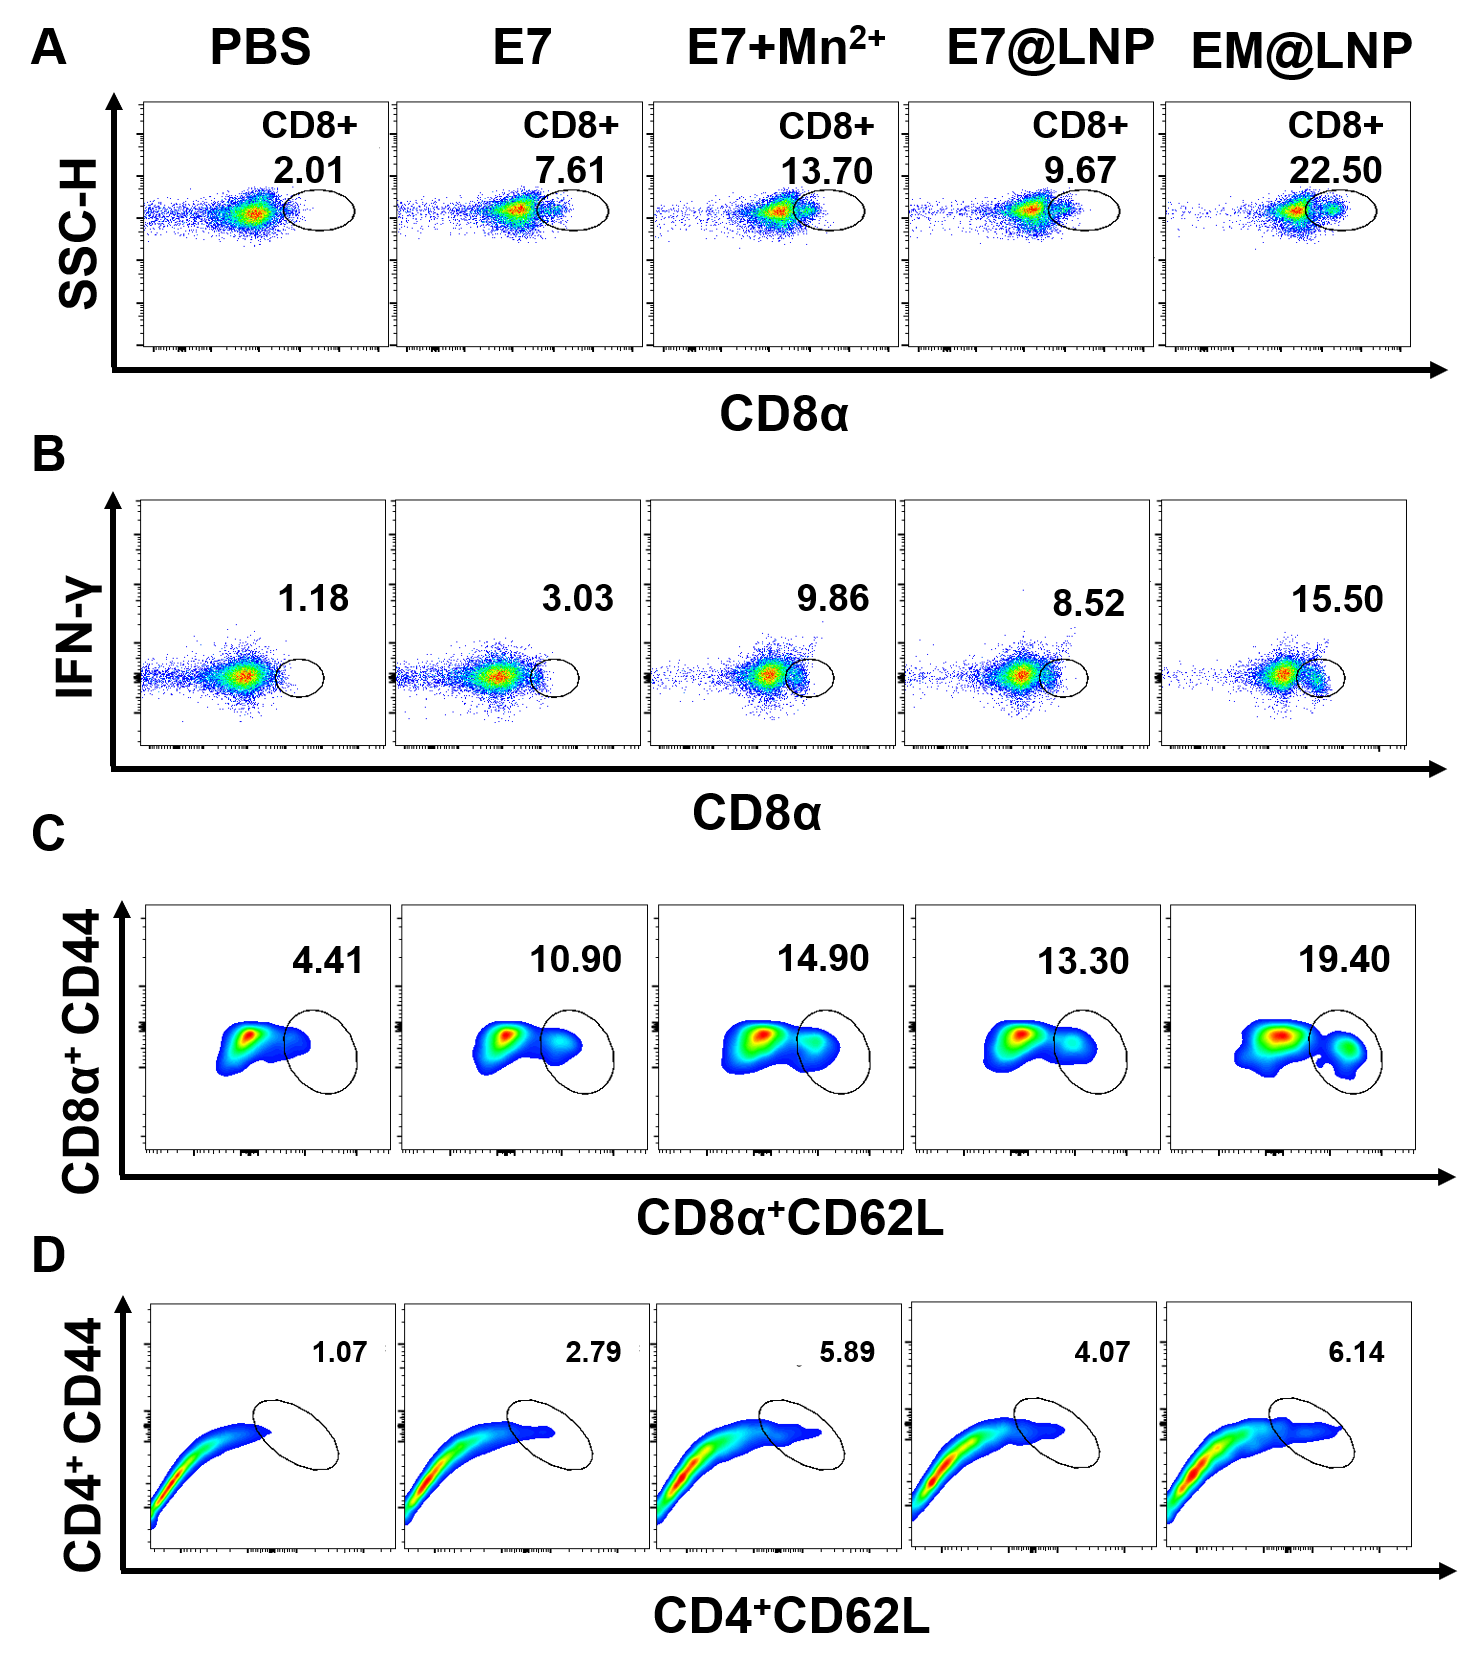 A
PBS
E7
E7+Mn²⁺
E7@LNP
EM@LNP
SSC-H
CD8+
2.01
CD8+
7.61
CD8+
13.70
CD8+
9.67
CD8+
22.50
CD8α
B
IFN-γ
1.18
3.03
9.86
8.52
15.50
CD8α
C
CD8α⁺ CD44
4.41
10.90
14.90
13.30
19.40
CD8α⁺CD62L
D
CD4⁺ CD44
1.07
2.79
5.89
4.07
6.14
CD4⁺CD62L